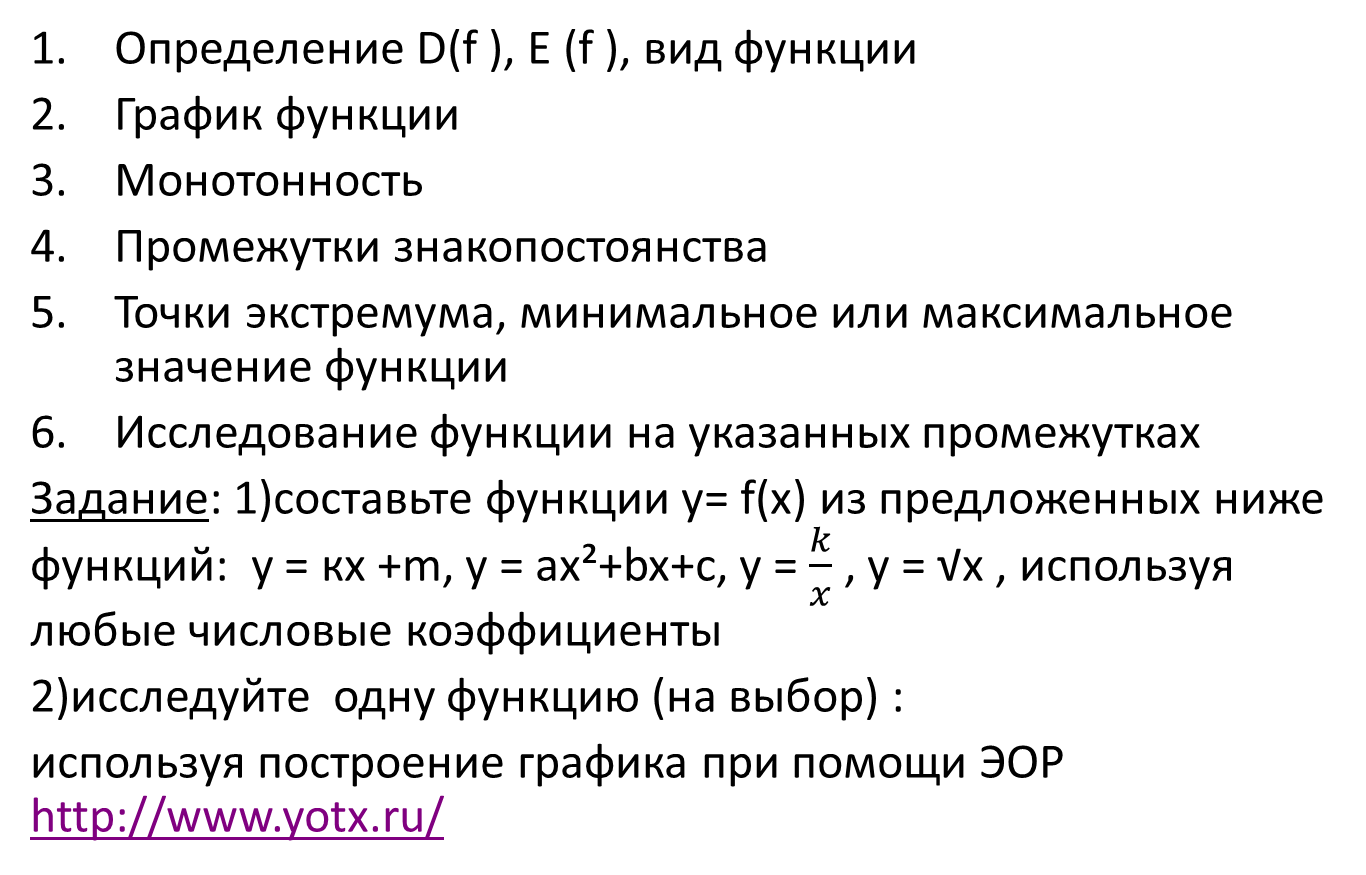 1. Определение D(f ), E (f ), вид функции
2. График функции
3. Монотонность
4. Промежутки знакопостоянства
5. Точки экстремума, минимальное или максимальное
значение функции
6. Исследование функции на указанных промежутках
Задание: 1)составьте функции y= f(x) из предложенных ниже
функций:  y = кx +m, y = ax²+bx+c, y = k/x , y = √x , используя
любые числовые коэффициенты
2)исследуйте  одну функцию (на выбор) :
используя построение графика при помощи ЭОР
http://www.yotx.ru/